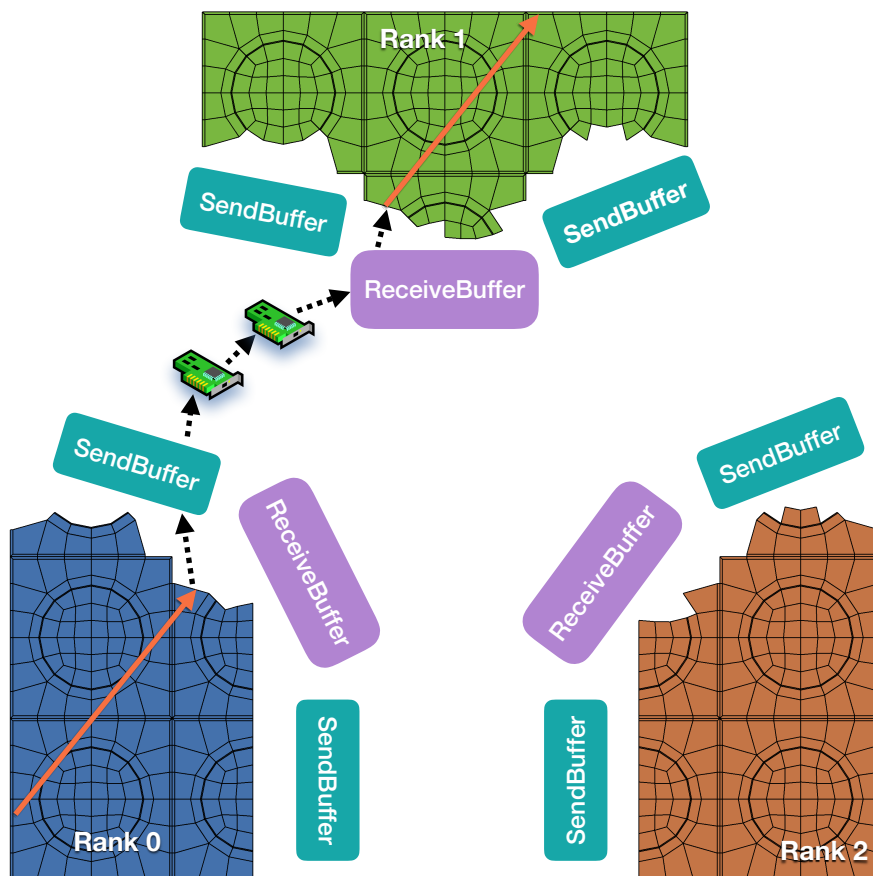 Rank 1
SendBuffer
SendBuffer
ReceiveBuffer
SendBuffer
SendBuffer
ReceiveBuffer
ReceiveBuffer
SendBuffer
SendBuffer
Rank 0
Rank 2